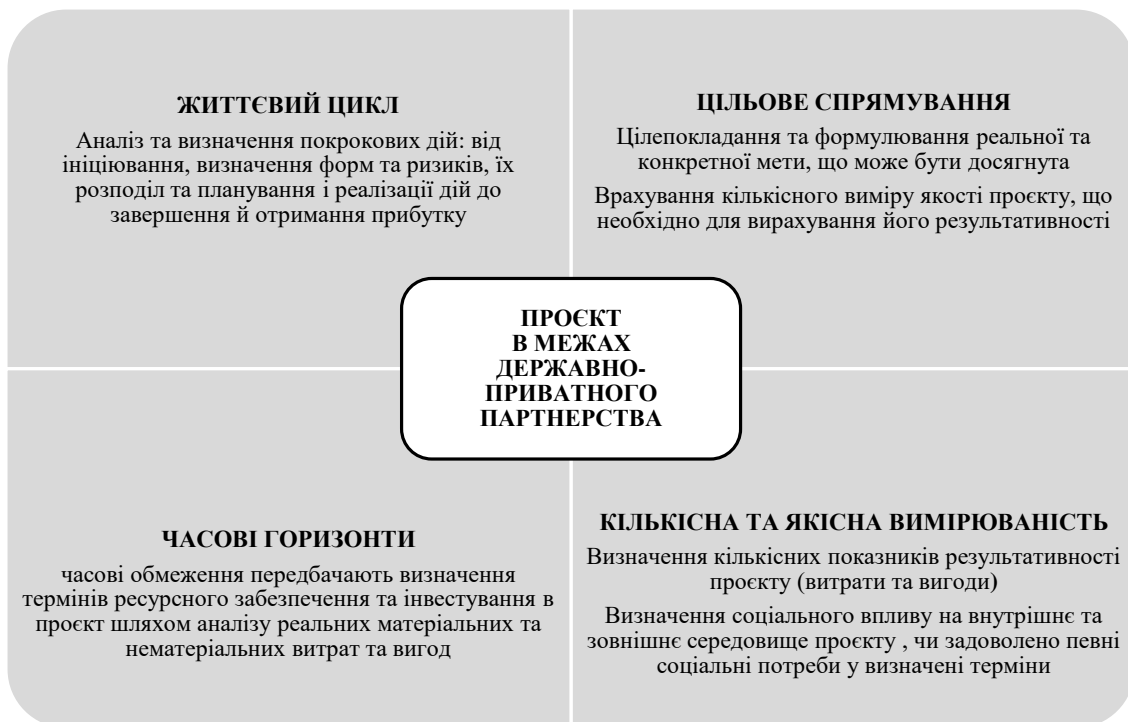 ЖИТТЄВИЙ ЦИКЛ
Аналіз та визначення покрокових дій: від
ініціювання, визначення форм та ризиків, їх
розподіл та планування і реалізації дій до
завершення й отримання прибутку
ЦІЛЬОВЕ СПРЯМУВАННЯ
Цілепокладання та формулювання реальної та
конкретної мети, що може бути досягнута
Врахування кількісного виміру якості проєкту, що
необхідно для вирахування його результативності
ПРОЄКТ
В МЕЖАХ
ДЕРЖАВНО-
ПРИВАТНОГО
ПАРТНЕРСТВА
ЧАСОВІ ГОРИЗОНТИ
часові обмеження передбачають визначення
термінів ресурсного забезпечення та інвестування в
проєкт шляхом аналізу реальних матеріальних та
нематеріальних витрат та вигод
КІЛЬКІСНА ТА ЯКІСНА ВИМІРЮВАНІСТЬ
Визначення кількісних показників результативності
проєкту (витрати та вигоди)
Визначення соціального впливу на внутрішнє та
зовнішнє середовище проєкту , чи задоволено певні
соціальні потреби у визначені терміни